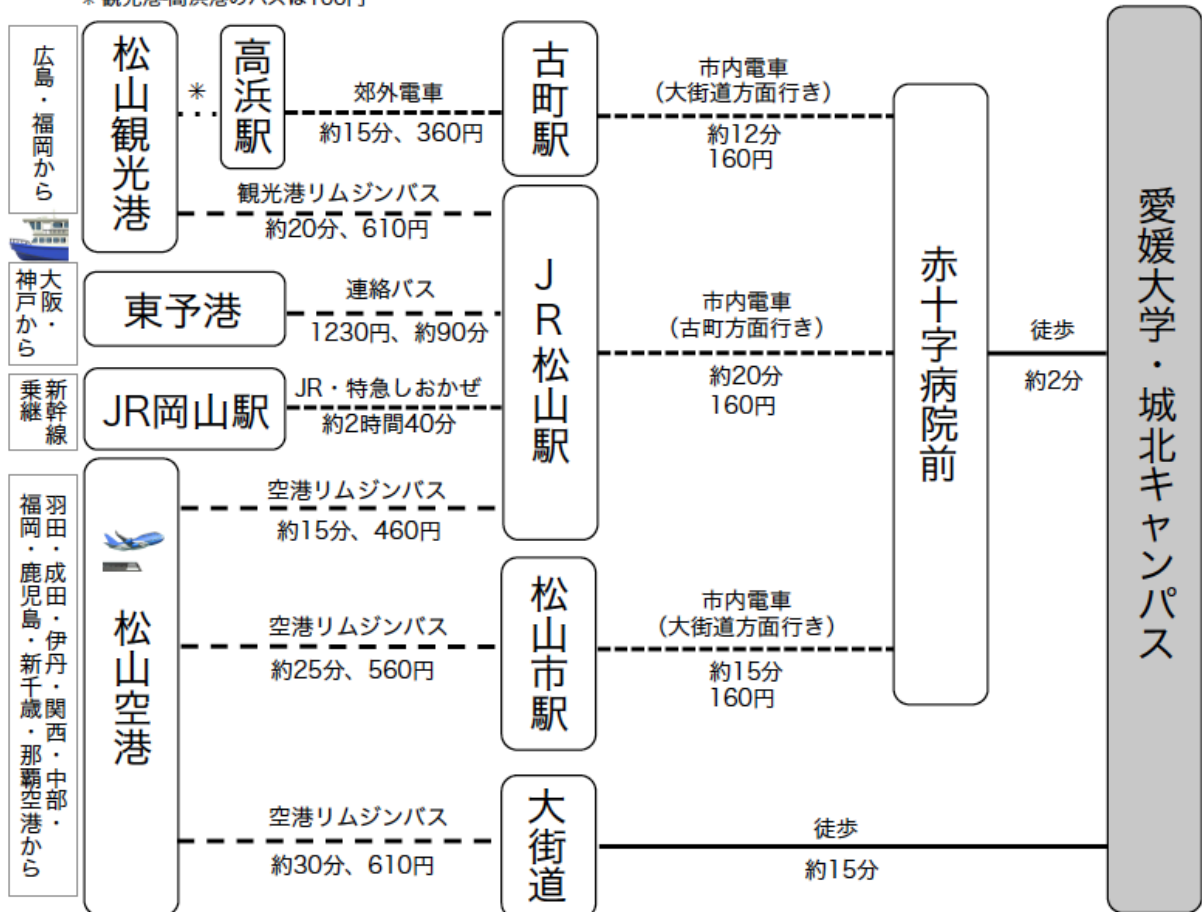 広島・福岡から
松山観光港
*
高浜駅
郊外電車
約15分、360円
古町駅
市内電車
（大街道方面行き）
約12分
160円
観光港リムジンバス
約20分、610円
大阪・
神戸から
東予港
連絡バス
1230円、約90分
新幹線
乗継
JR岡山駅
JR・特急しおかぜ
約2時間40分
JR松山駅
市内電車
（古町方面行き）
約20分
160円
羽田・成田・伊丹・関西・中部・
福岡・鹿児島・新千歳・那覇空港から
松山空港
空港リムジンバス
約15分、460円
空港リムジンバス
約25分、560円
松山市駅
市内電車
（大街道方面行き）
約15分
160円
空港リムジンバス
約30分、610円
大街道
徒歩
約15分
赤十字病院前
徒歩
約2分
愛媛大学・城北キャンパス